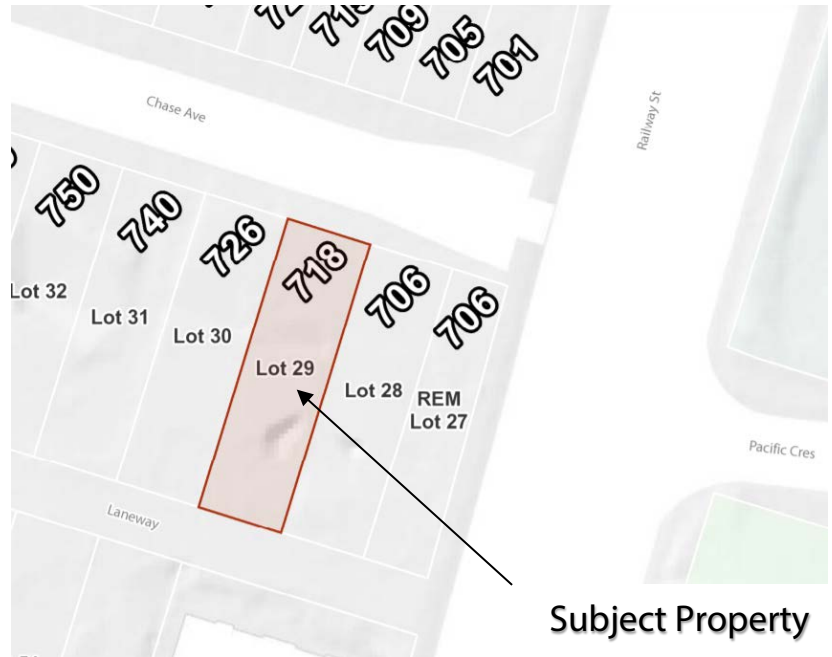 709
705
701
Chase Ave
Railway St
750
740
726
718
706
706
Lot 32
Lot 31
Lot 30
Lot 29
Lot 28
REM
Lot 27
Pacific Cres
Laneway
Subject Property